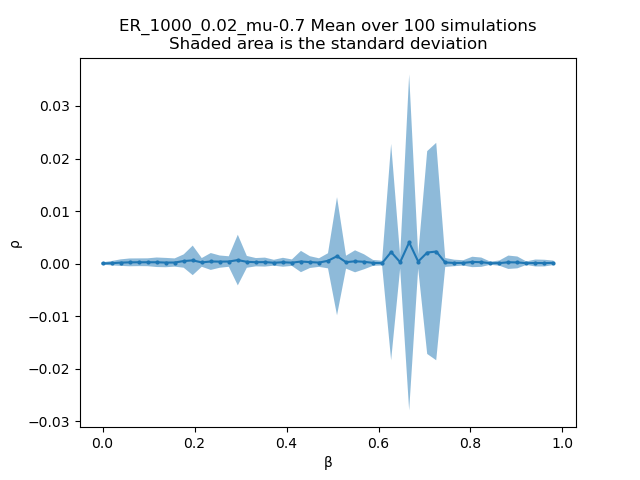 ER_1000_0.02_mu-0.7 Mean over 100 simulations
Shaded area is the standard deviation
0.03
0.02
0.01
0.00
−0.01
−0.02
−0.03
ρ
0.0 0.2 0.4 0.6 0.8 1.0
β